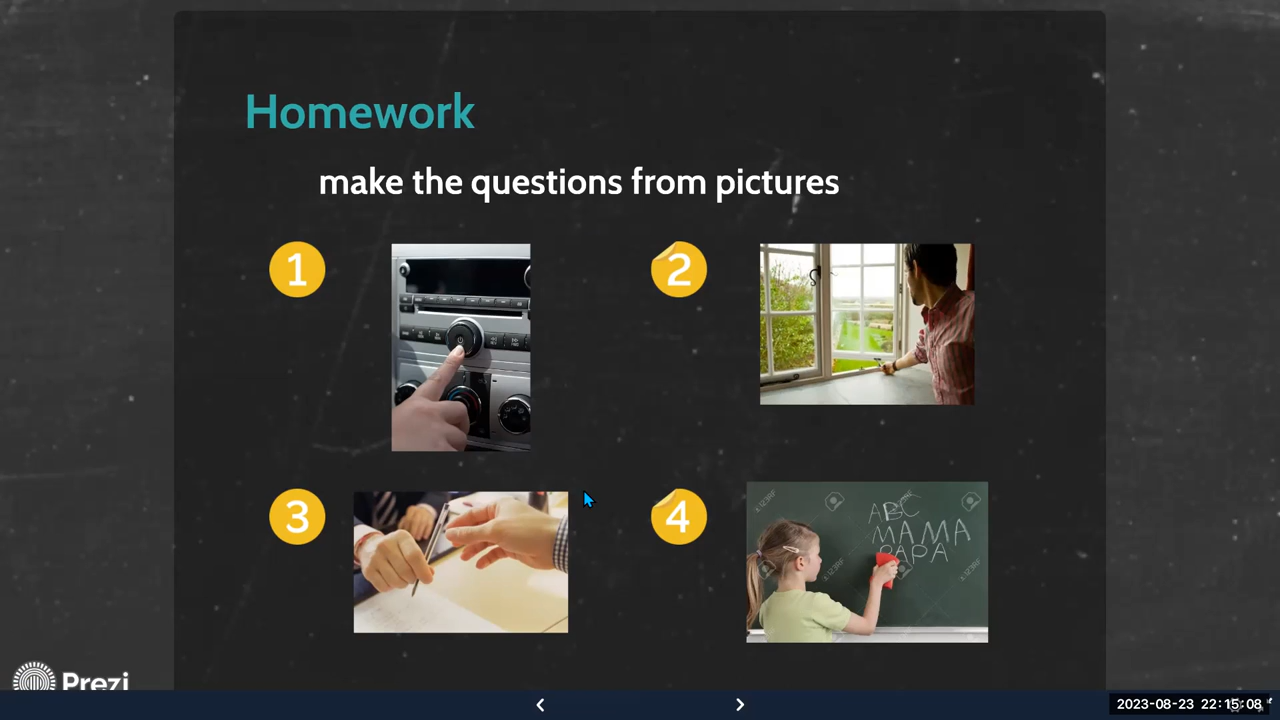 Homework
make the questions from pictures
1
2
3
4
ABC
MAMA
PAPA
Prezi
2023-08-23 22:15:08